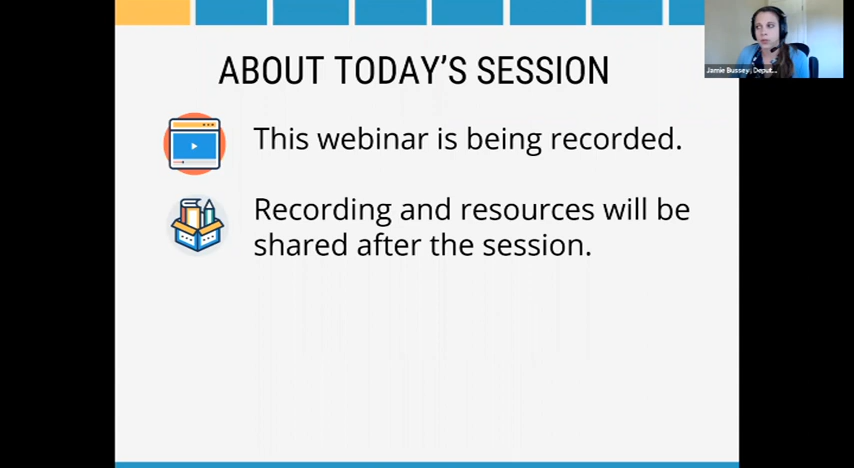 ABOUT TODAY'S SESSION
This webinar is being recorded.
Recording and resources will be
shared after the session.
Jamie Bussey, Deput...